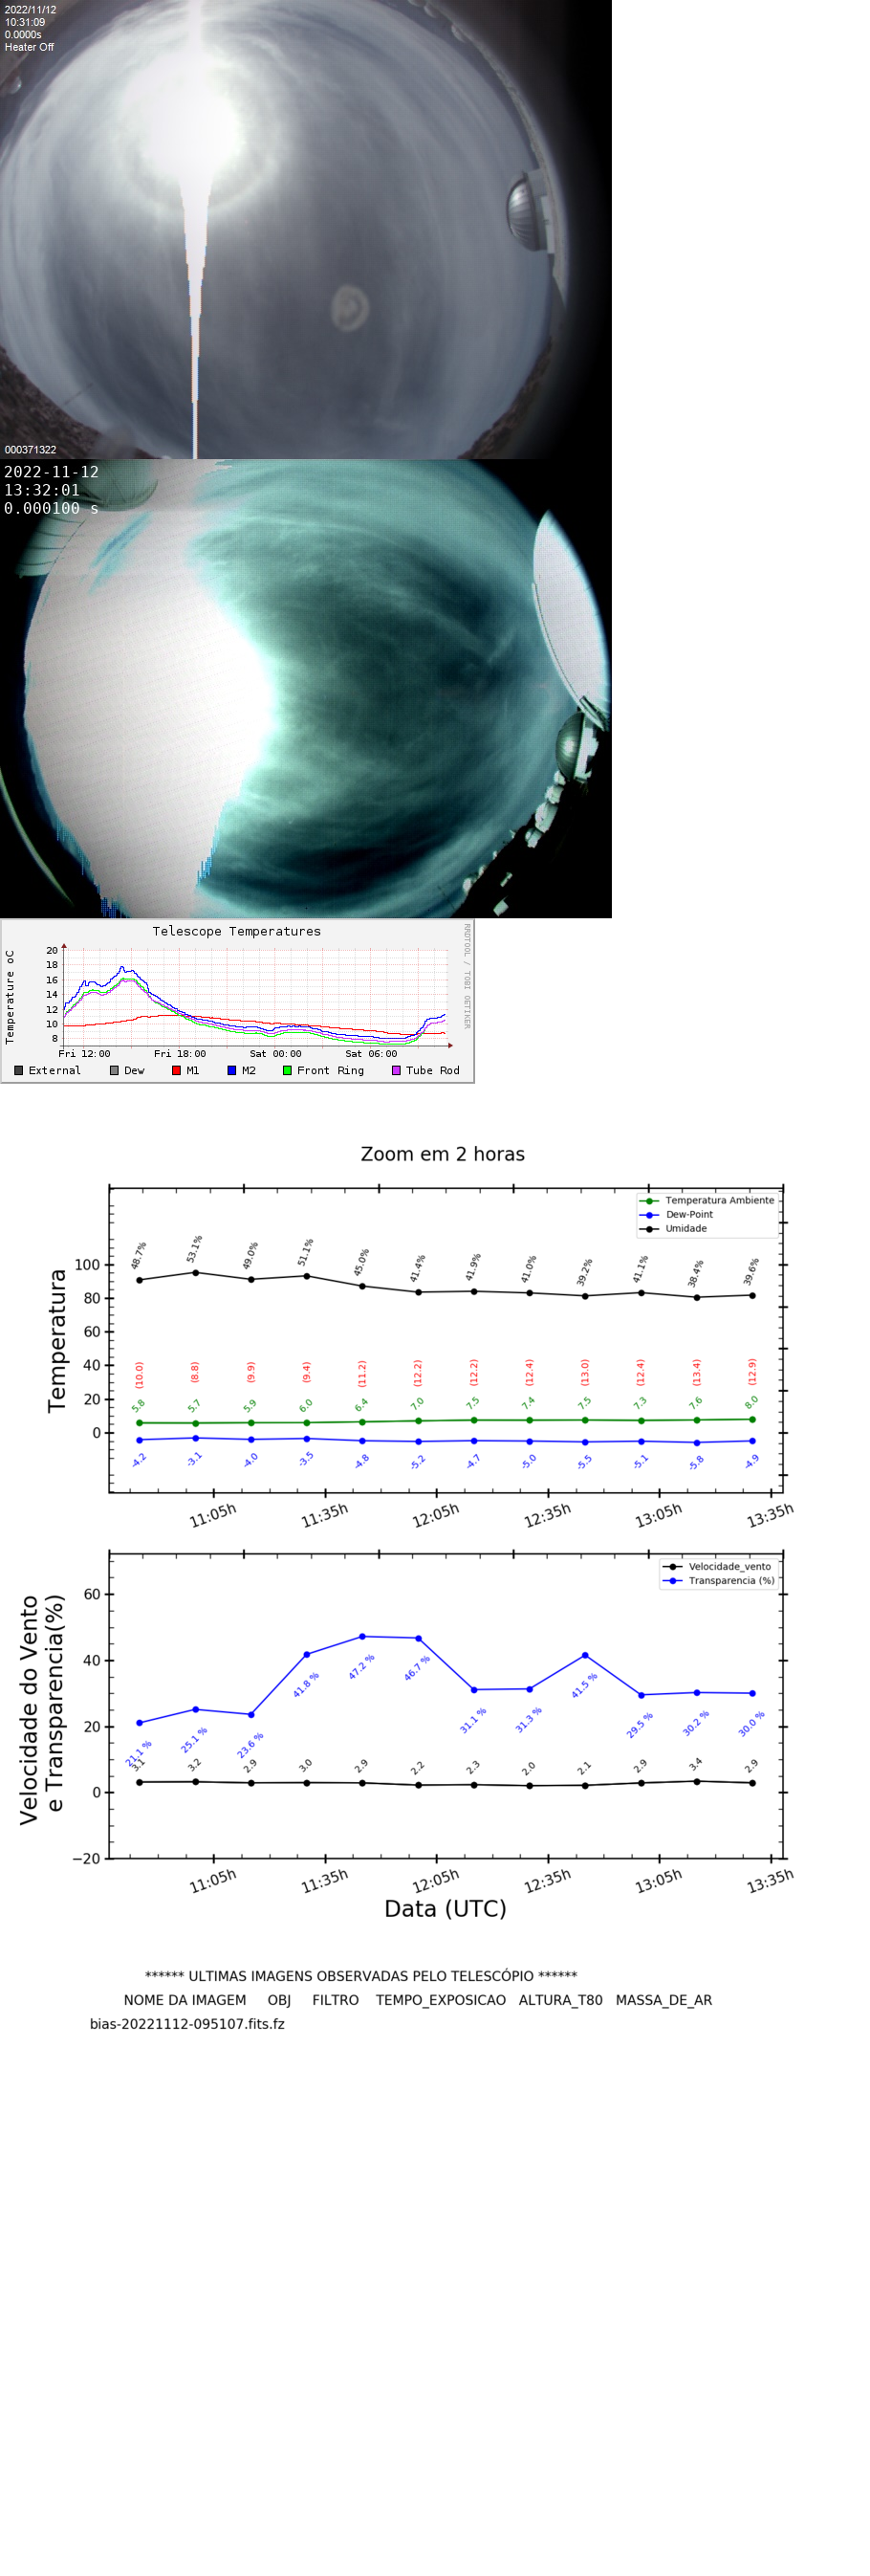 2022/11/12
10:31:09
0.0000s
Heater Off
000371322
2022-11-12
13:32:01
0.000100 s
Telescope Temperatures
RRDTOOL / TOBI OETIKER
Temperature oC
20
18
16
14
12
10
8
Fri 12:00 Fri 18:00 Sat 00:00 Sat 06:00
External Dew M1 M2 Front Ring Tube Rod
Zoom em 2 horas
Temperatura Ambiente
Dew-Point
Umidade
Temperatura
100
80
60
40
20
0
48.7% 53.1% 49.0% 51.1% 45.0% 41.4% 41.9% 41.0% 39.2% 41.1% 38.4% 39.6%
(10.0) (8.8) (9.9) (9.4) (11.2) (12.2) (12.2) (12.4) (13.0) (12.4) (13.4) (12.9)
5.8 5.7 5.9 6.0 6.4 7.0 7.5 7.4 7.5 7.3 7.6 8.0
-4.2 -3.1 -4.0 -3.5 -4.8 -5.2 -4.7 -5.0 -5.5 -5.1 -5.8 -4.9
11:05h 11:35h 12:05h 12:35h 13:05h 13:35h
Velocidade_vento
Transparencia (%)
Velocidade do Vento
e Transparencia(%)
60
40
20
0
−20
21.1 % 25.1 % 23.6 % 41.8 % 47.2 % 46.7 % 31.1 % 31.3 % 41.5 % 29.5 % 30.2 % 30.0 %
3.1 3.2 2.9 3.0 2.9 2.2 2.3 2.0 2.1 2.9 3.4 2.9
11:05h 11:35h 12:05h 12:35h 13:05h 13:35h
Data (UTC)
****** ULTIMAS IMAGENS OBSERVADAS PELO TELESCÓPIO ******
NOME DA IMAGEM OBJ FILTRO TEMPO_EXPOSICAO ALTURA_T80 MASSA_DE_AR
bias-20221112-095107.fits.fz